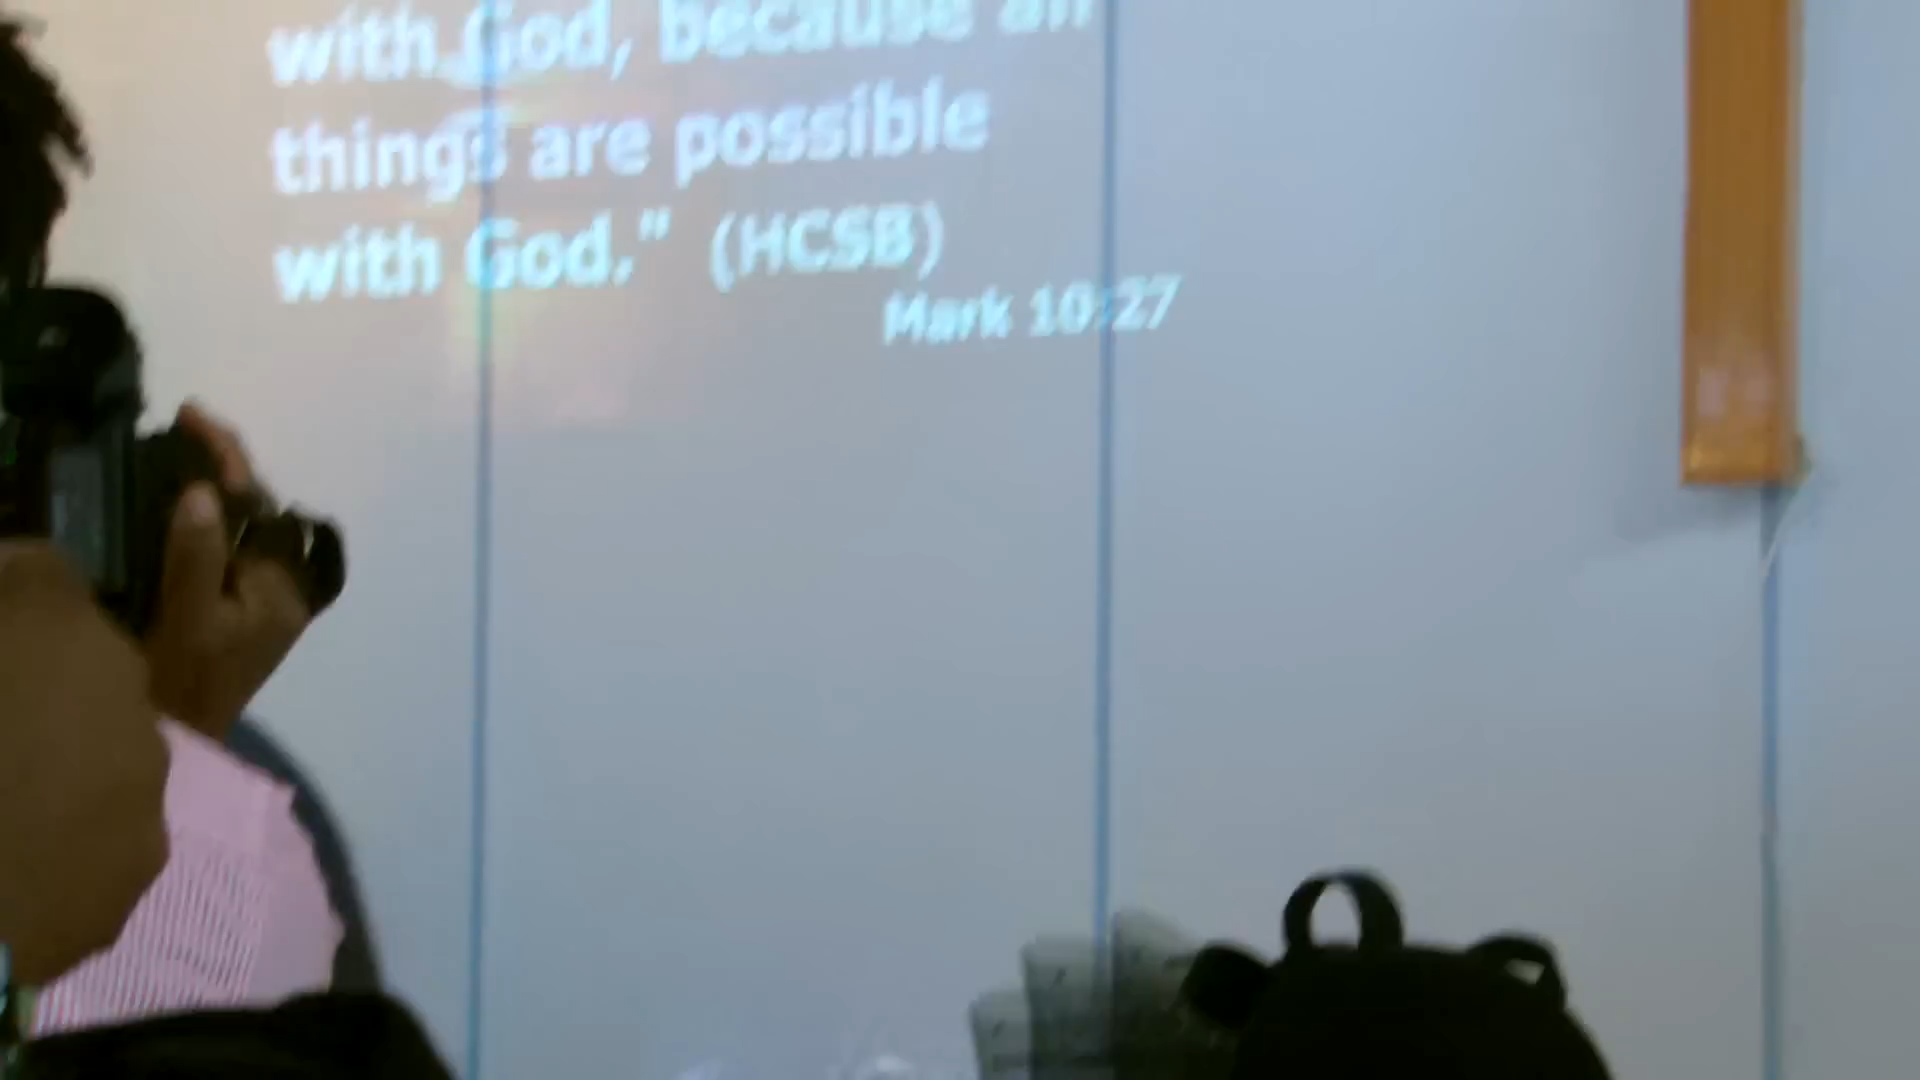 with God, because all
things are possible
with God.” (HCSB)
Mark 10:27